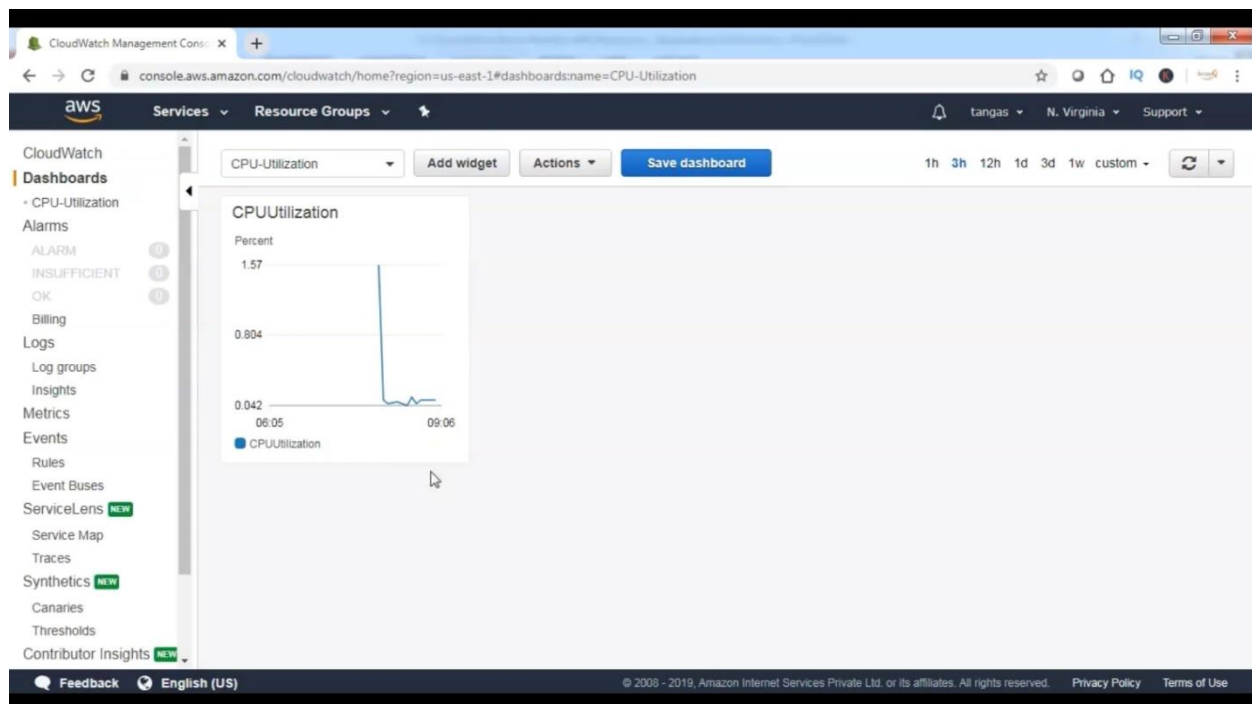 CloudWatch Management Cons
console.aws.amazon.com/cloudwatch/home?region=us-east-1#dashboards:name=CPU-Utilization
IQ
K
aws Services Resource Groups tangas N. Virginia Support
CloudWatch
Dashboards
CPU-Utilization
Alarms
ALARM 0
INSUFFICIENT 0
OK 0
Billing
Logs
Log groups
Insights
Metrics
Events
Rules
Event Buses
ServiceLens NEW
Service Map
Traces
Synthetics NEW
Canaries
Thresholds
Contributor Insights NEW
CPU-Utilization Add widget Actions Save dashboard 1h 3h 12h 1d 3d 1w custom
CPUUtilization
Percent
1.57
0.804
0.042
06:05 09:06
CPUUtilization
Feedback English (US) © 2008 - 2019, Amazon Internet Services Private Ltd. or its affiliates. All rights reserved. Privacy Policy Terms of Use